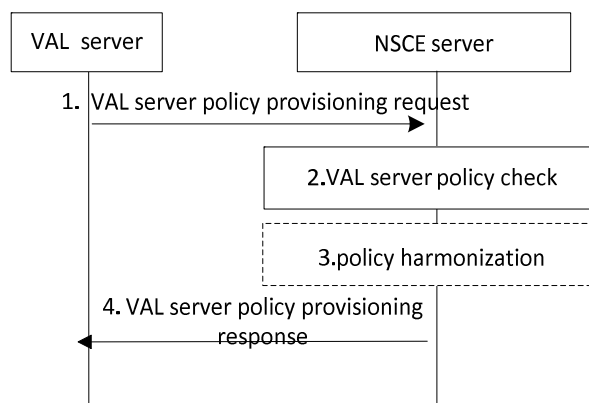 VAL server
NSCE server
1. VAL server policy provisioning request
2.VAL server policy check
3.policy harmonization
4. VAL server policy provisioning
response